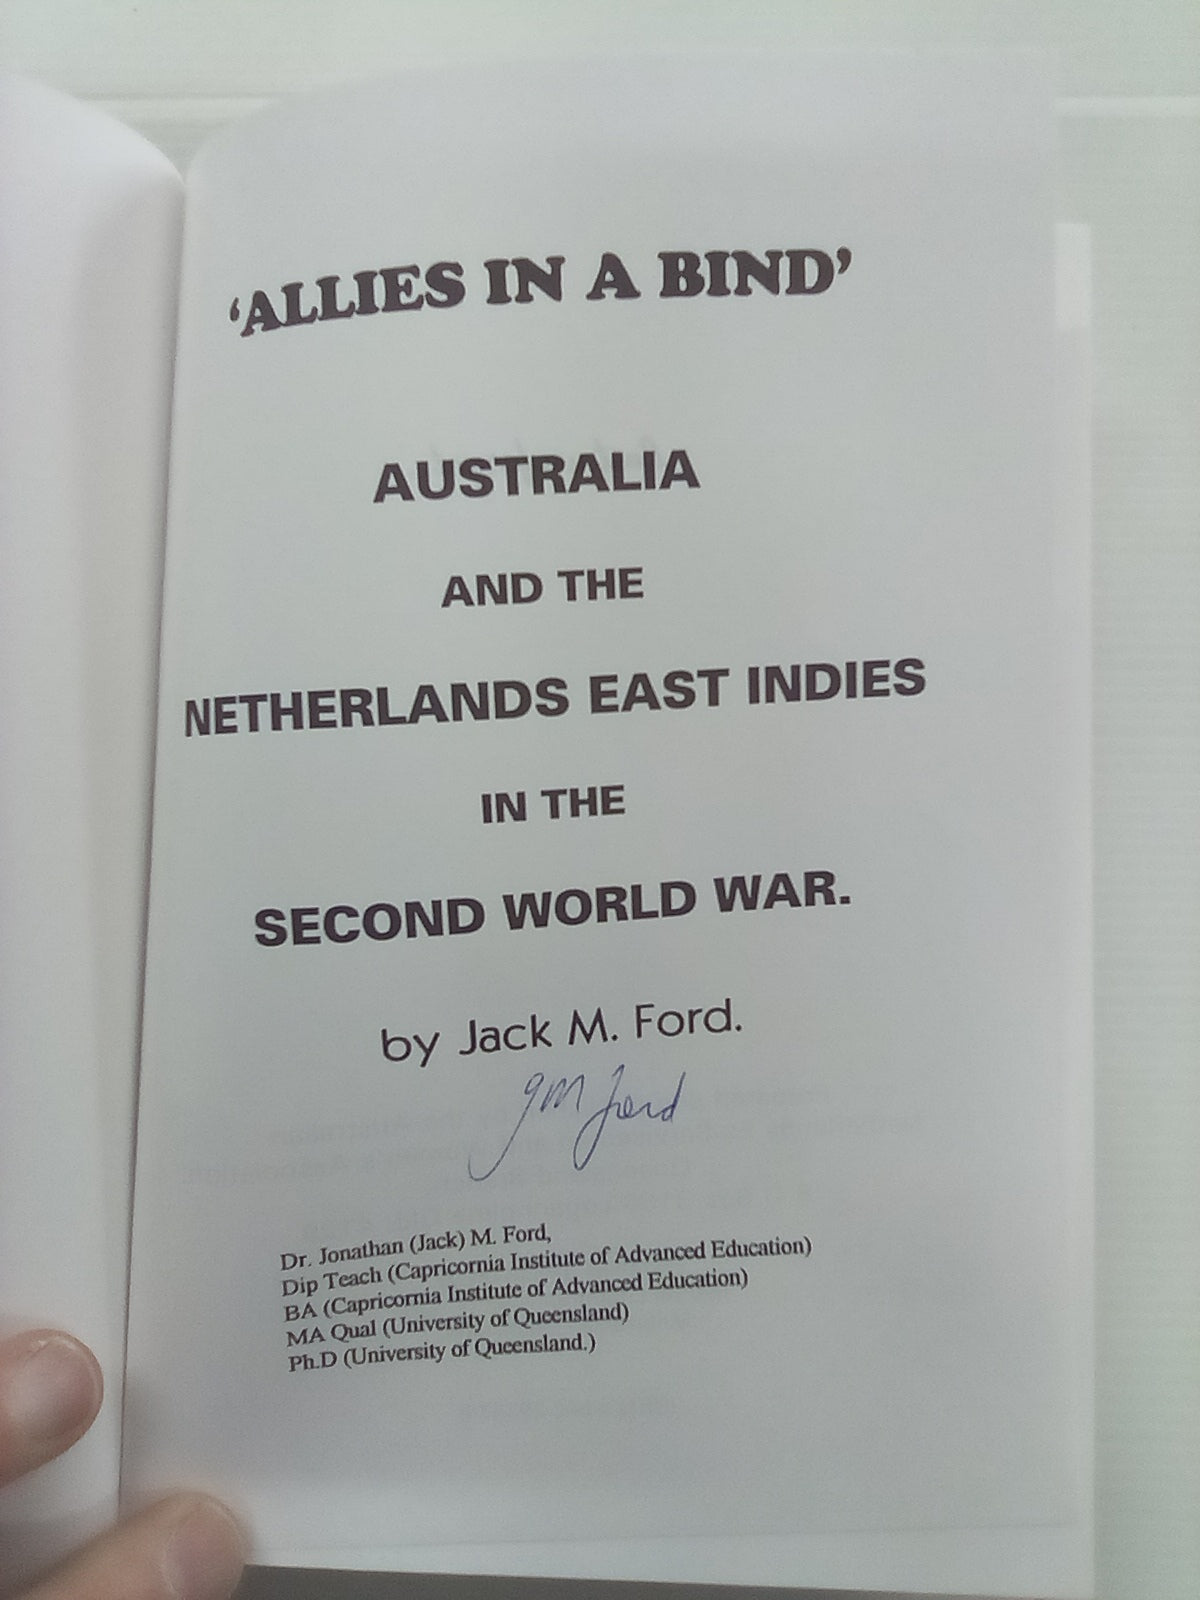 'ALLIES IN A BIND'
AUSTRALIA
AND THE
NETHERLANDS EAST INDIES
IN THE
SECOND WORLD WAR.
by Jack M. Ford.
JM Ford
Dr. Jonathan (Jack) M. Ford,
Dip Teach (Capricornia Institute of Advanced Education)
BA (Capricornia Institute of Advanced Education)
MA Qual (University of Queensland)
Ph.D (University of Queensland.)